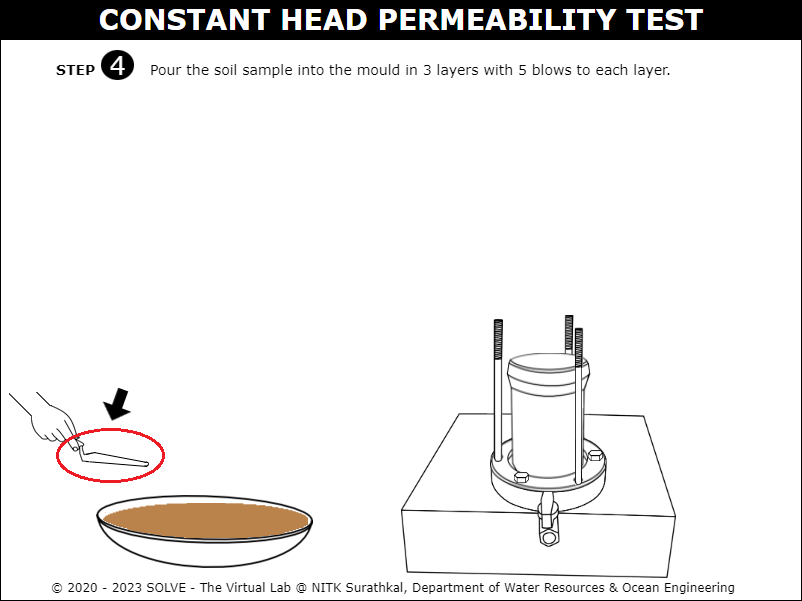 CONSTANT HEAD PERMEABILITY TEST
STEP 4 Pour the soil sample into the mould in 3 layers with 5 blows to each layer.
© 2020 - 2023 SOLVE - The Virtual Lab @ NITK Surathkal, Department of Water Resources & Ocean Engineering